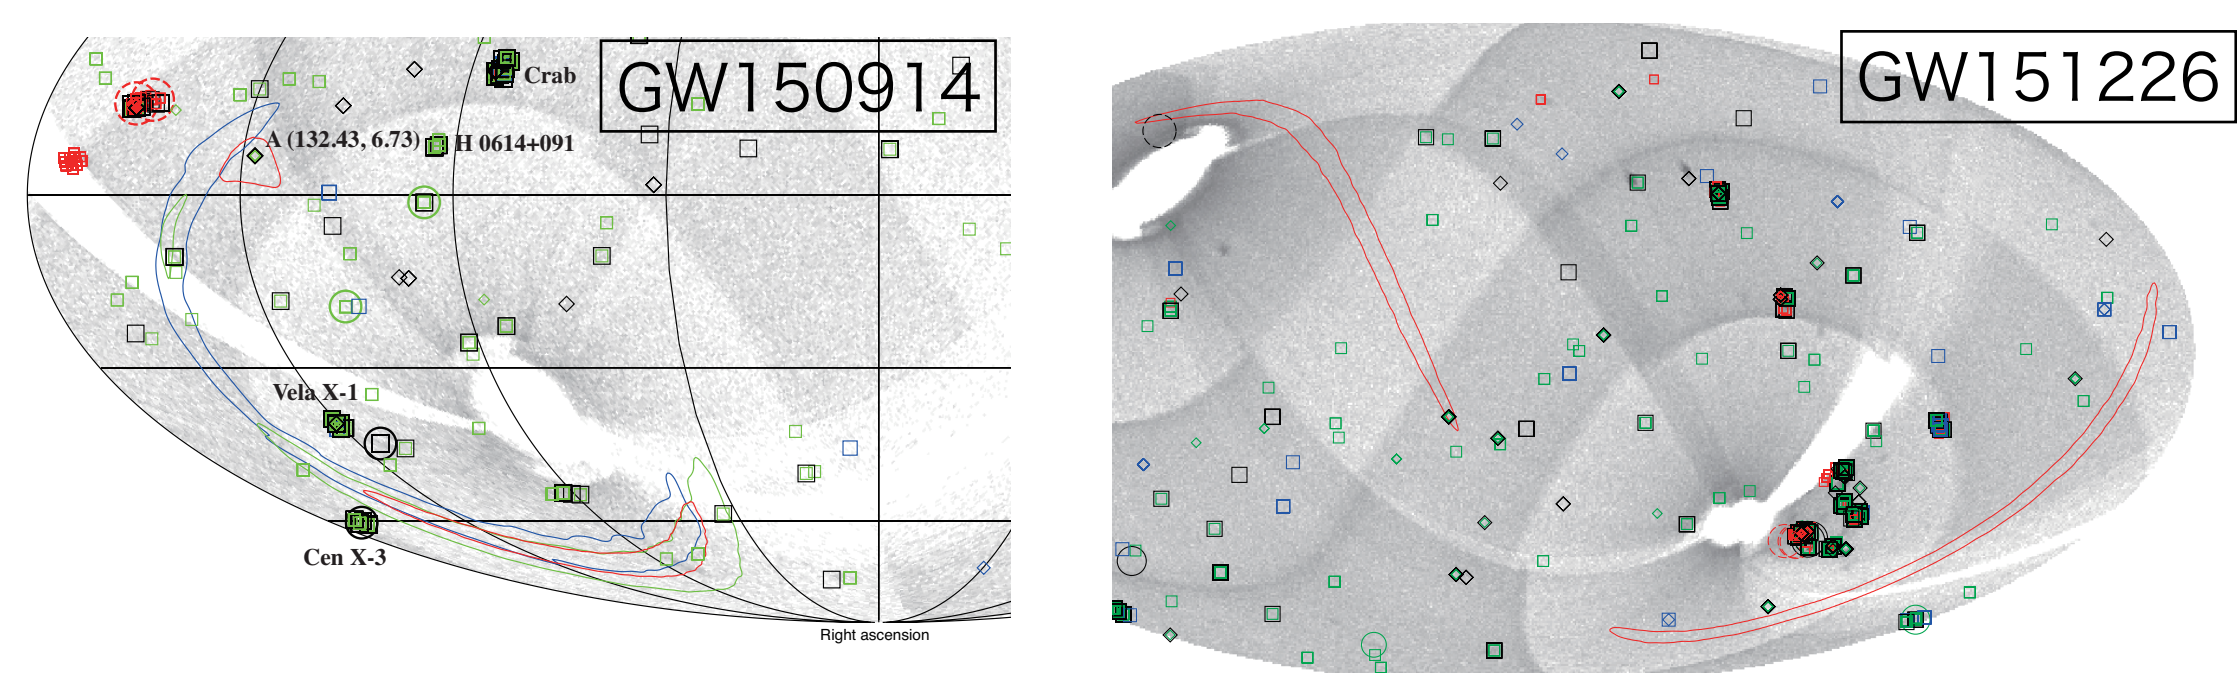 GW150914
Crab
A (132.43, 6.73)
H 0614+091
Vela X-1
Cen X-3
Right ascension
GW151226